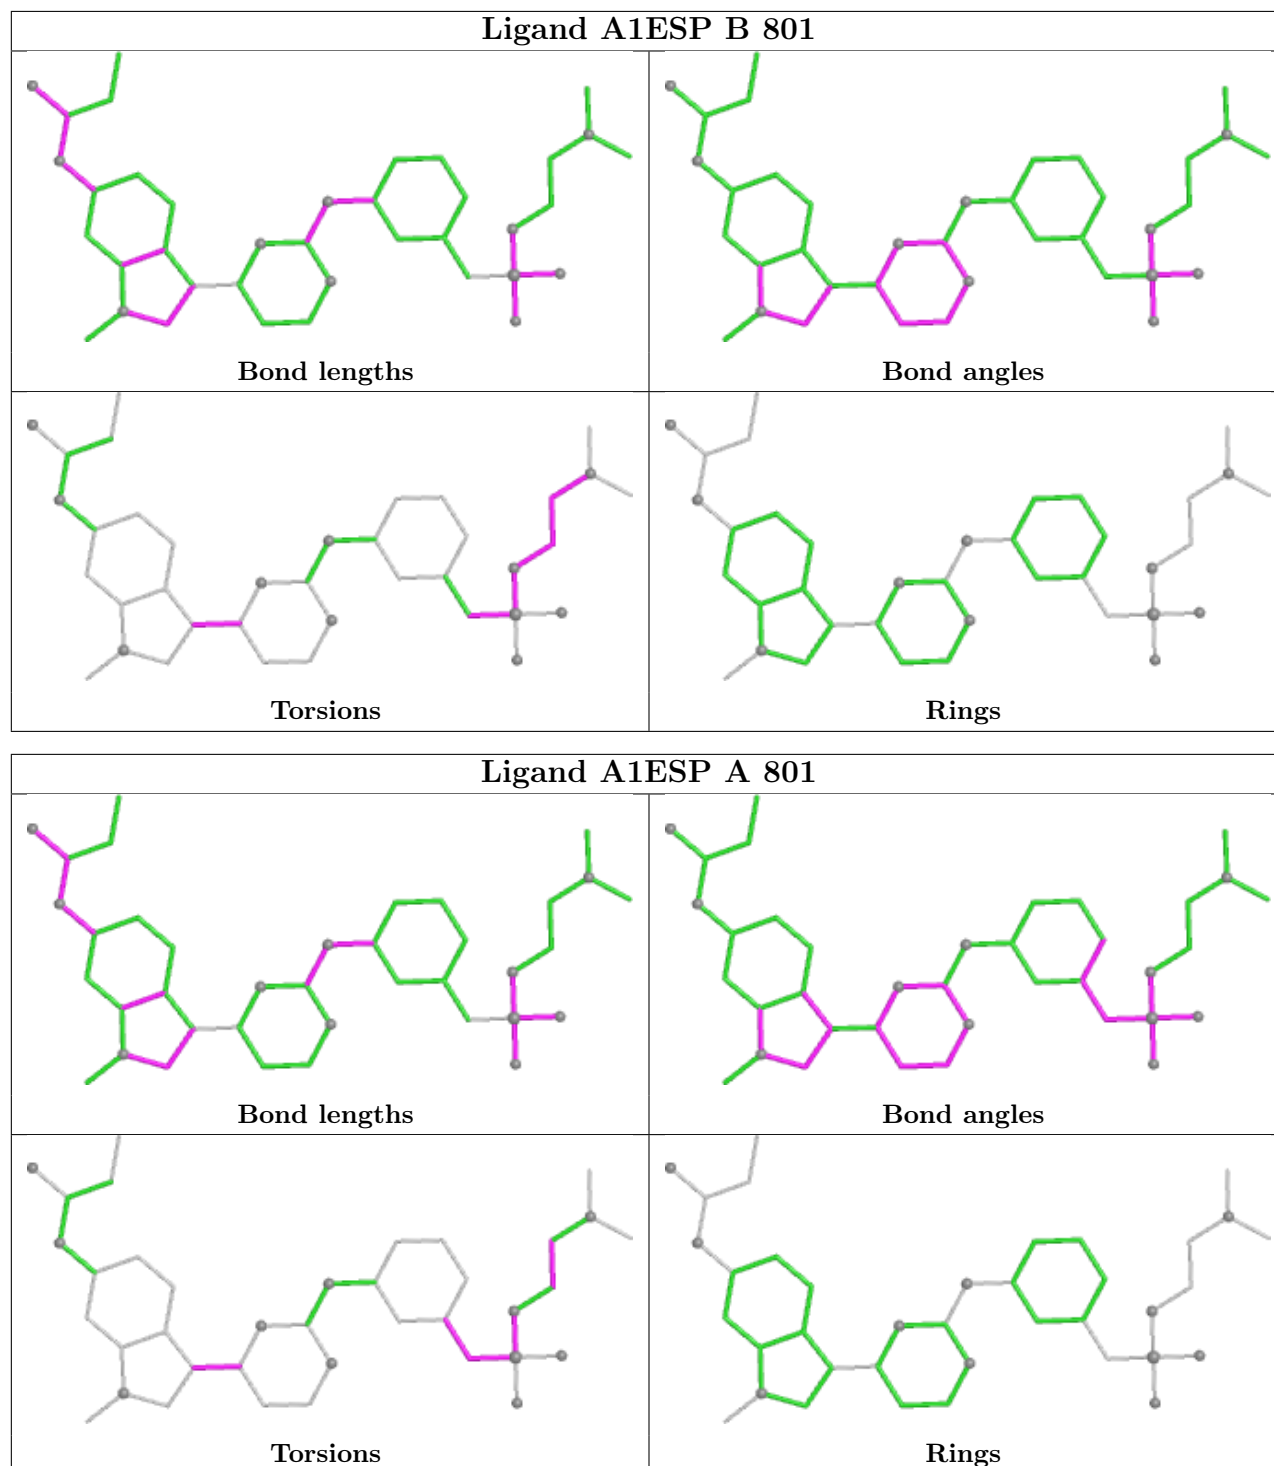 Ligand A1ESP B 801
Bond lengths
Bond angles
Torsions
Rings
Ligand A1ESP A 801
Bond lengths
Bond angles
Torsions
Rings